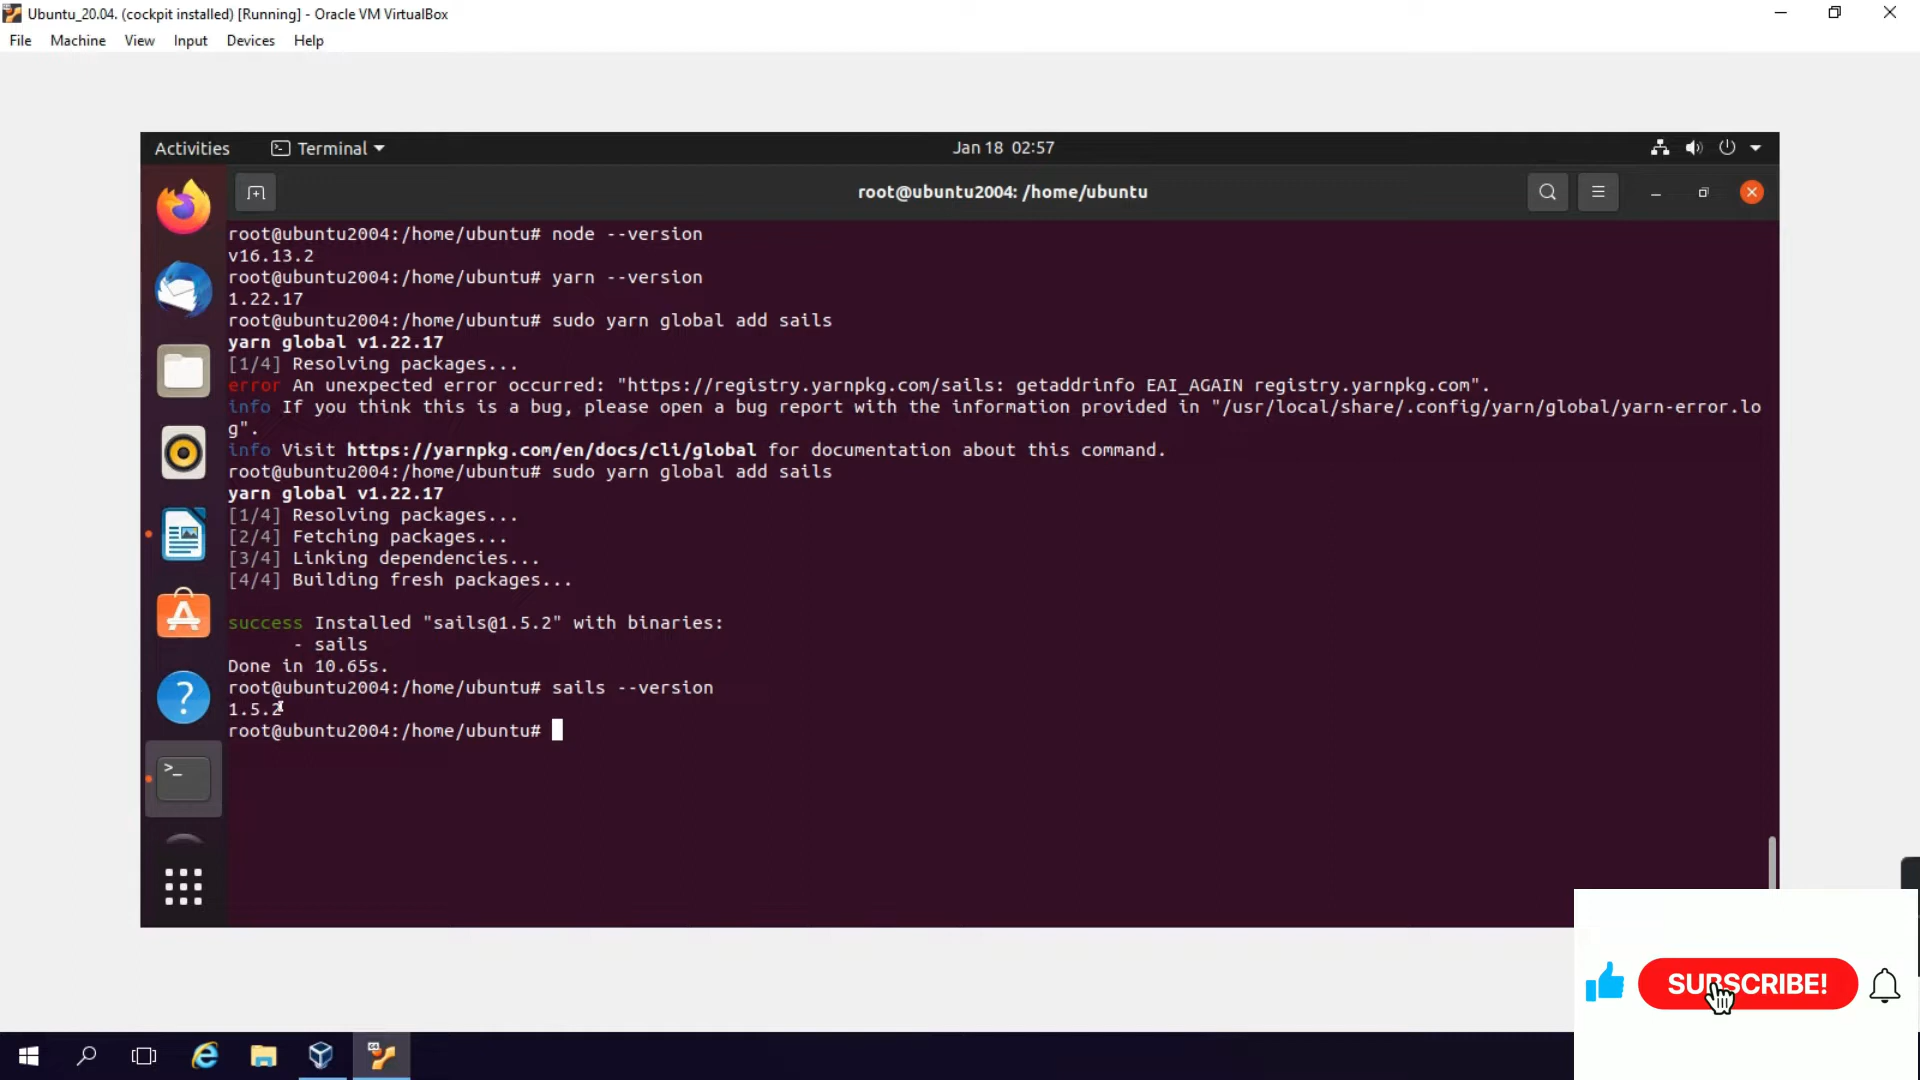 Ubuntu_20.04. (cockpit installed) [Running] - Oracle VM VirtualBox
File Machine View Input Devices Help
Activities Terminal Jan 18 02:57
root@ubuntu2004: /home/ubuntu
root@ubuntu2004:/home/ubuntu# node --version
v16.13.2
root@ubuntu2004:/home/ubuntu# yarn --version
1.22.17
root@ubuntu2004:/home/ubuntu# sudo yarn global add sails
yarn global v1.22.17
[1/4] Resolving packages...
error An unexpected error occurred: "https://registry.yarnpkg.com/sails: getaddrinfo EAI_AGAIN registry.yarnpkg.com".
info If you think this is a bug, please open a bug report with the information provided in "/usr/local/share/.config/yarn/global/yarn-error.lo
g".
info Visit https://yarnpkg.com/en/docs/cli/global for documentation about this command.
root@ubuntu2004:/home/ubuntu# sudo yarn global add sails
yarn global v1.22.17
[1/4] Resolving packages...
[2/4] Fetching packages...
[3/4] Linking dependencies...
[4/4] Building fresh packages...
success Installed "sails@1.5.2" with binaries:
- sails
Done in 10.65s.
root@ubuntu2004:/home/ubuntu# sails --version
1.5.2
root@ubuntu2004:/home/ubuntu#
SUBSCRIBE!